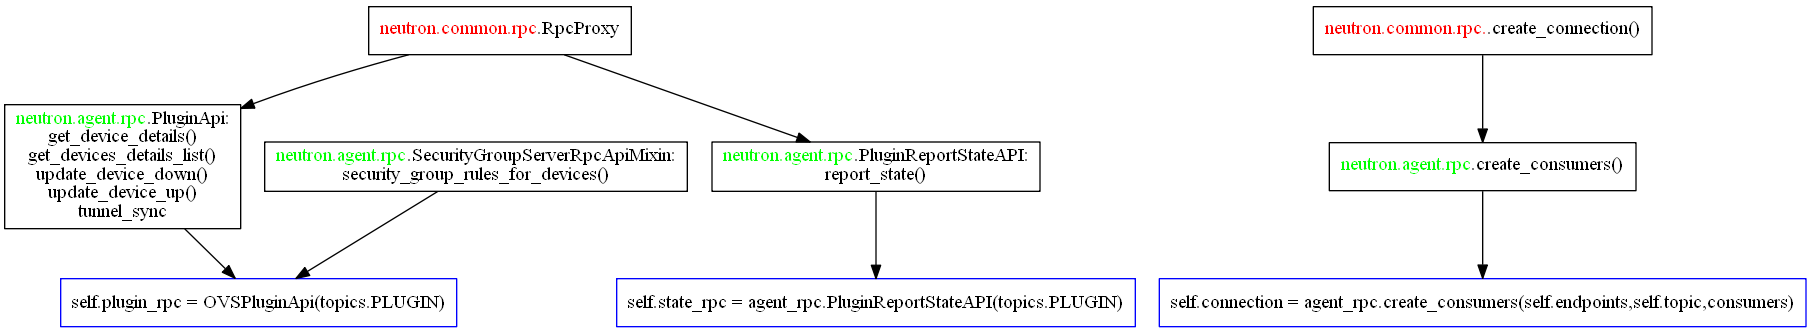 neutron.common.rpc.RpcProxy
neutron.common.rpc..create_connection()
neutron.agent.rpc.PluginApi:
get_device_details()
get_devices_details_list()
update_device_down()
update_device_up()
tunnel_sync
neutron.agent.rpc.SecurityGroupServerRpcApiMixin:
security_group_rules_for_devices()
neutron.agent.rpc.PluginReportStateAPI:
report_state()
neutron.agent.rpc.create_consumers()
self.plugin_rpc = OVSPluginApi(topics.PLUGIN)
self.state_rpc = agent_rpc.PluginReportStateAPI(topics.PLUGIN)
self.connection = agent_rpc.create_consumers(self.endpoints,self.topic,consumers)